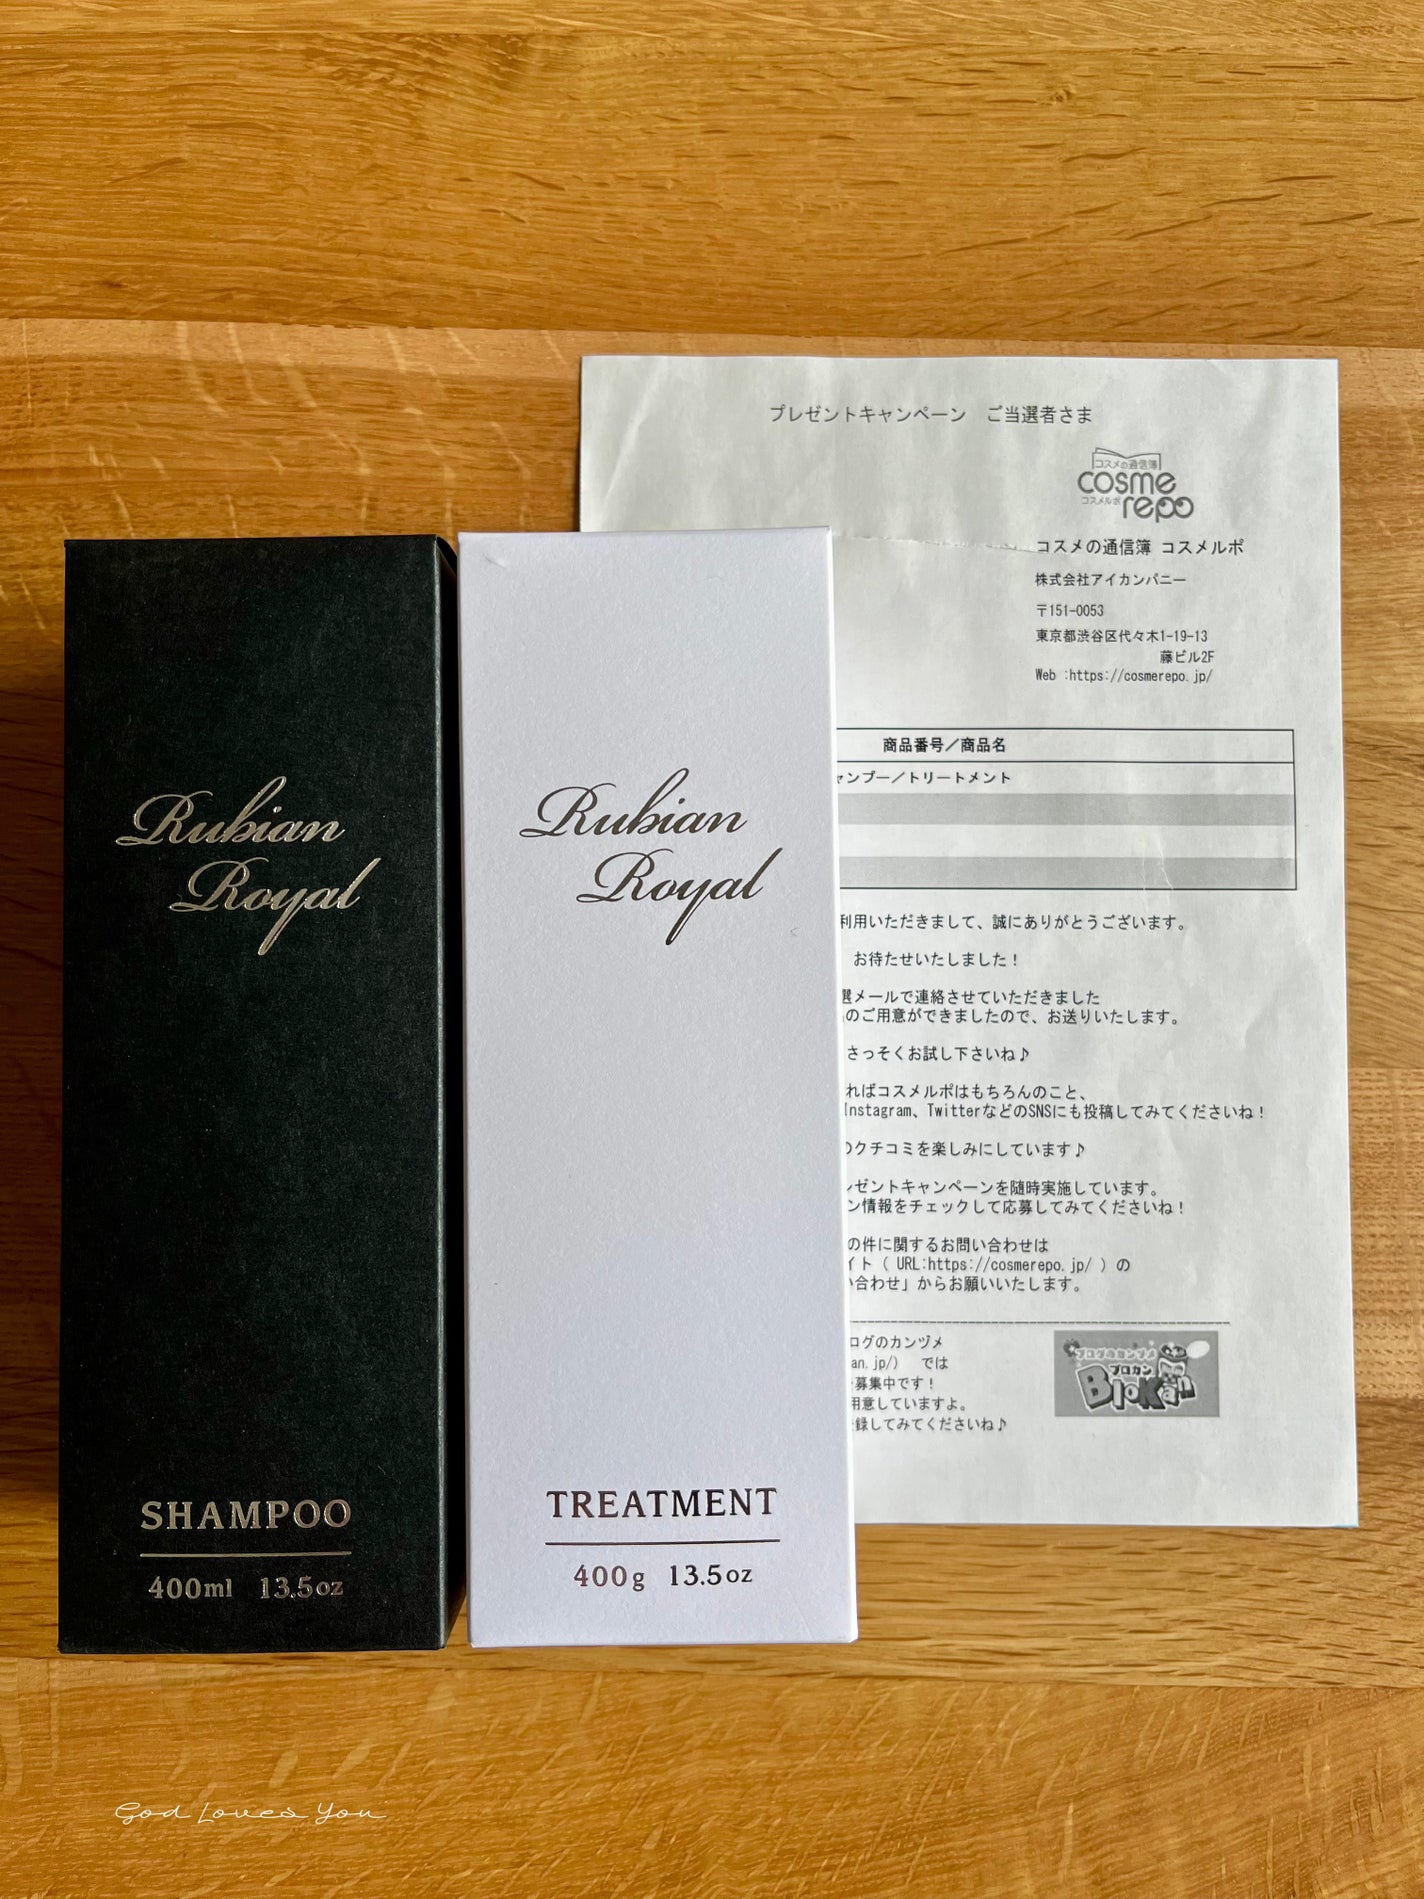 Rubian
Royal
SHAMPOO
400ml 13.5oz
Rubian
Royal
TREATMENT
400g 13.5oz
プレゼントキャンペーン ご当選者さま
コスメの通信簿
cosme
コスメルポ repo
コスメの通信簿 コスメルポ
株式会社アイカンパニー
〒151-0053
東京都渋谷区代々木1-19-13
藤ビル2F
Web :https://cosmerepo.jp/
商品番号／商品名
ャンプー／トリートメント
利用いただきまして、誠にありがとうございます。
お待たせいたしました！
選メールで連絡させていただきました
のご用意ができましたので、お送りいたします。
さっそくお試し下さいね♪
ればコスメルポはもちろんのこと、
Instagram、TwitterなどのSNSにも投稿してみてくださいね！
のクチコミを楽しみにしています♪
レゼントキャンペーンを随時実施しています。
ン情報をチェックして応募してみてくださいね！
の件に関するお問い合わせは
イト（ URL:https://cosmerepo.jp/ ）の
い合わせ」からお願いいたします。
ログのカンヅメ
an.jp/) では
募集中です！
用意していますよ。
録してみてくださいね♪
ブログのカンヅメ
ブロカン
BloKan
God Loves You